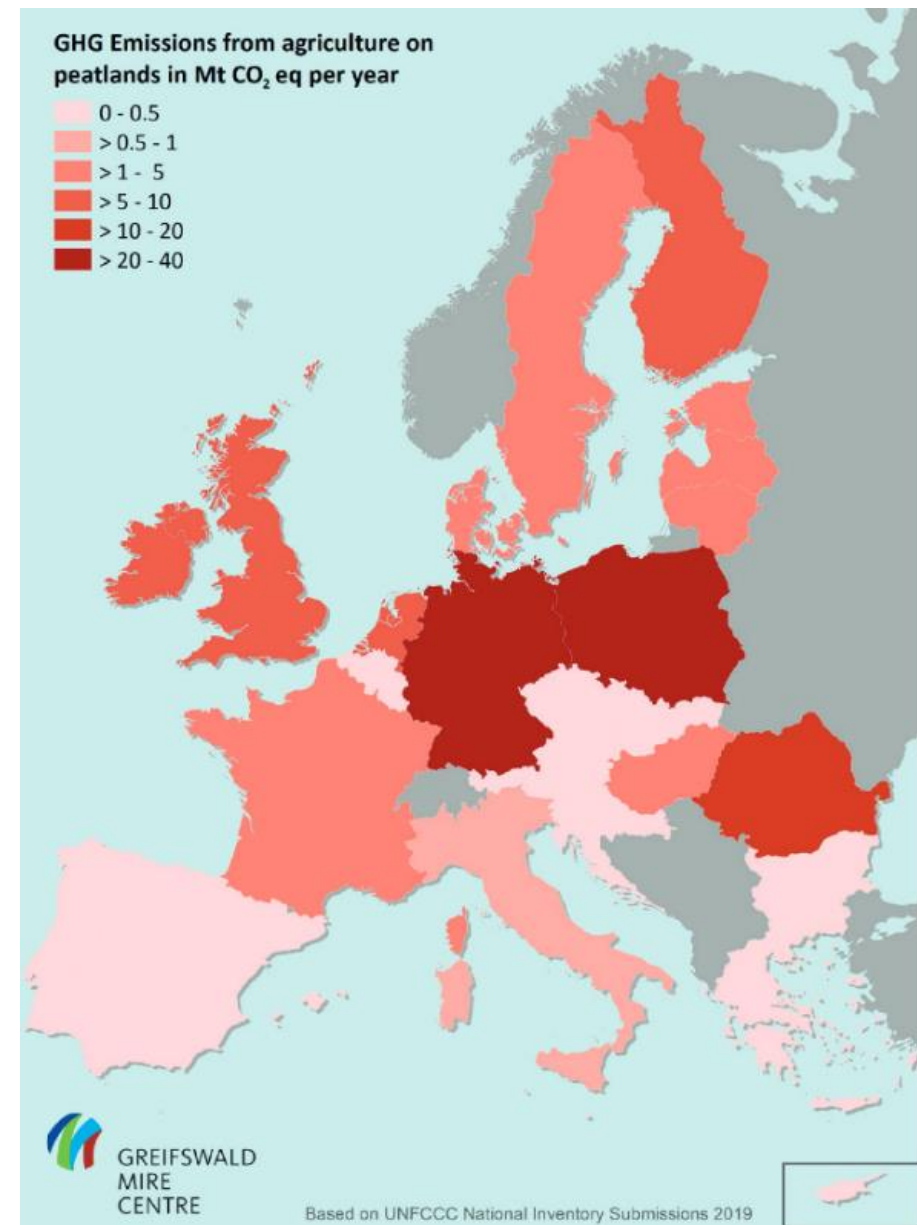 GHG Emissions from agriculture on
peatlands in Mt CO₂ eq per year
0 - 0.5
> 0.5 - 1
> 1 - 5
> 5 - 10
> 10 - 20
> 20 - 40
GREIFSWALD
MIRE
CENTRE
Based on UNFCCC National Inventory Submissions 2019